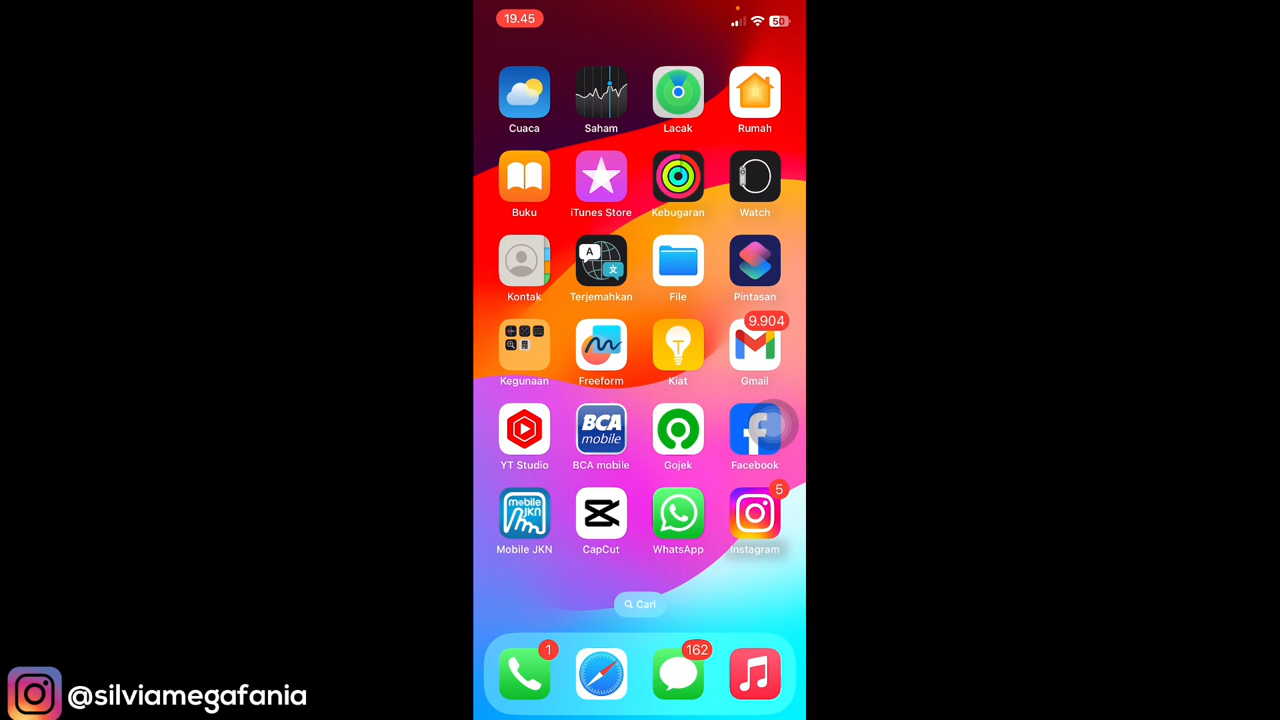 19.45
50
Cuaca Saham Lacak Rumah
Buku iTunes Store Kebugaran Watch
A
文
Kontak Terjemahkan File Pintasan
9.904
Kegunaan Freeform Kiat Gmail
BCA
mobile
YT Studio BCA mobile Gojek Facebook
5
mobile
JKN
Mobile JKN CapCut WhatsApp Instagram
Cari
1 162
@silviamegafania